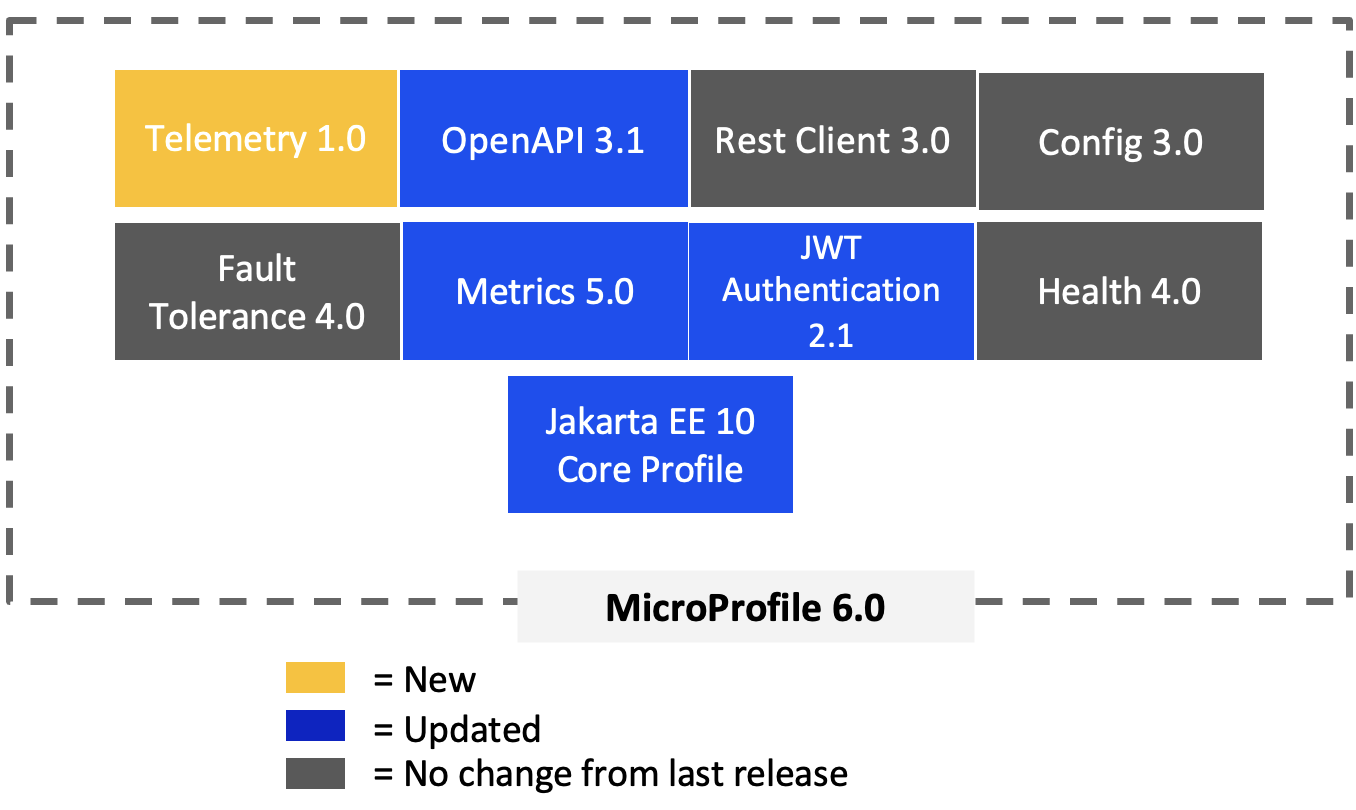 Telemetry 1.0
OpenAPI 3.1
Rest Client 3.0
Config 3.0
Fault
Tolerance 4.0
Metrics 5.0
JWT
Authentication
2.1
Health 4.0
Jakarta EE 10
Core Profile
MicroProfile 6.0
= New
= Updated
= No change from last release